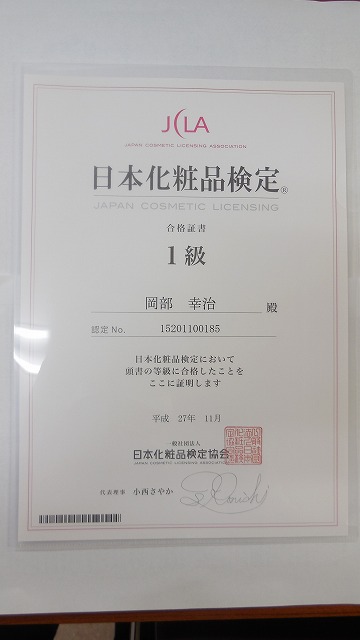 JCLA
JAPAN COSMETIC LICENSING ASSOCIATION
日本化粧品検定®
JAPAN COSMETIC LICENSING
合格証書
1級
岡部 幸治 殿
認定 No. 15201100185
日本化粧品検定において
頭書の等級に合格したことを
ここに証明します
平成 27年 11月
一般社団法人
日本化粧品検定協会
JAPAN COSMETIC LICENSING ASSOCIATION
代表理事 小西さやか